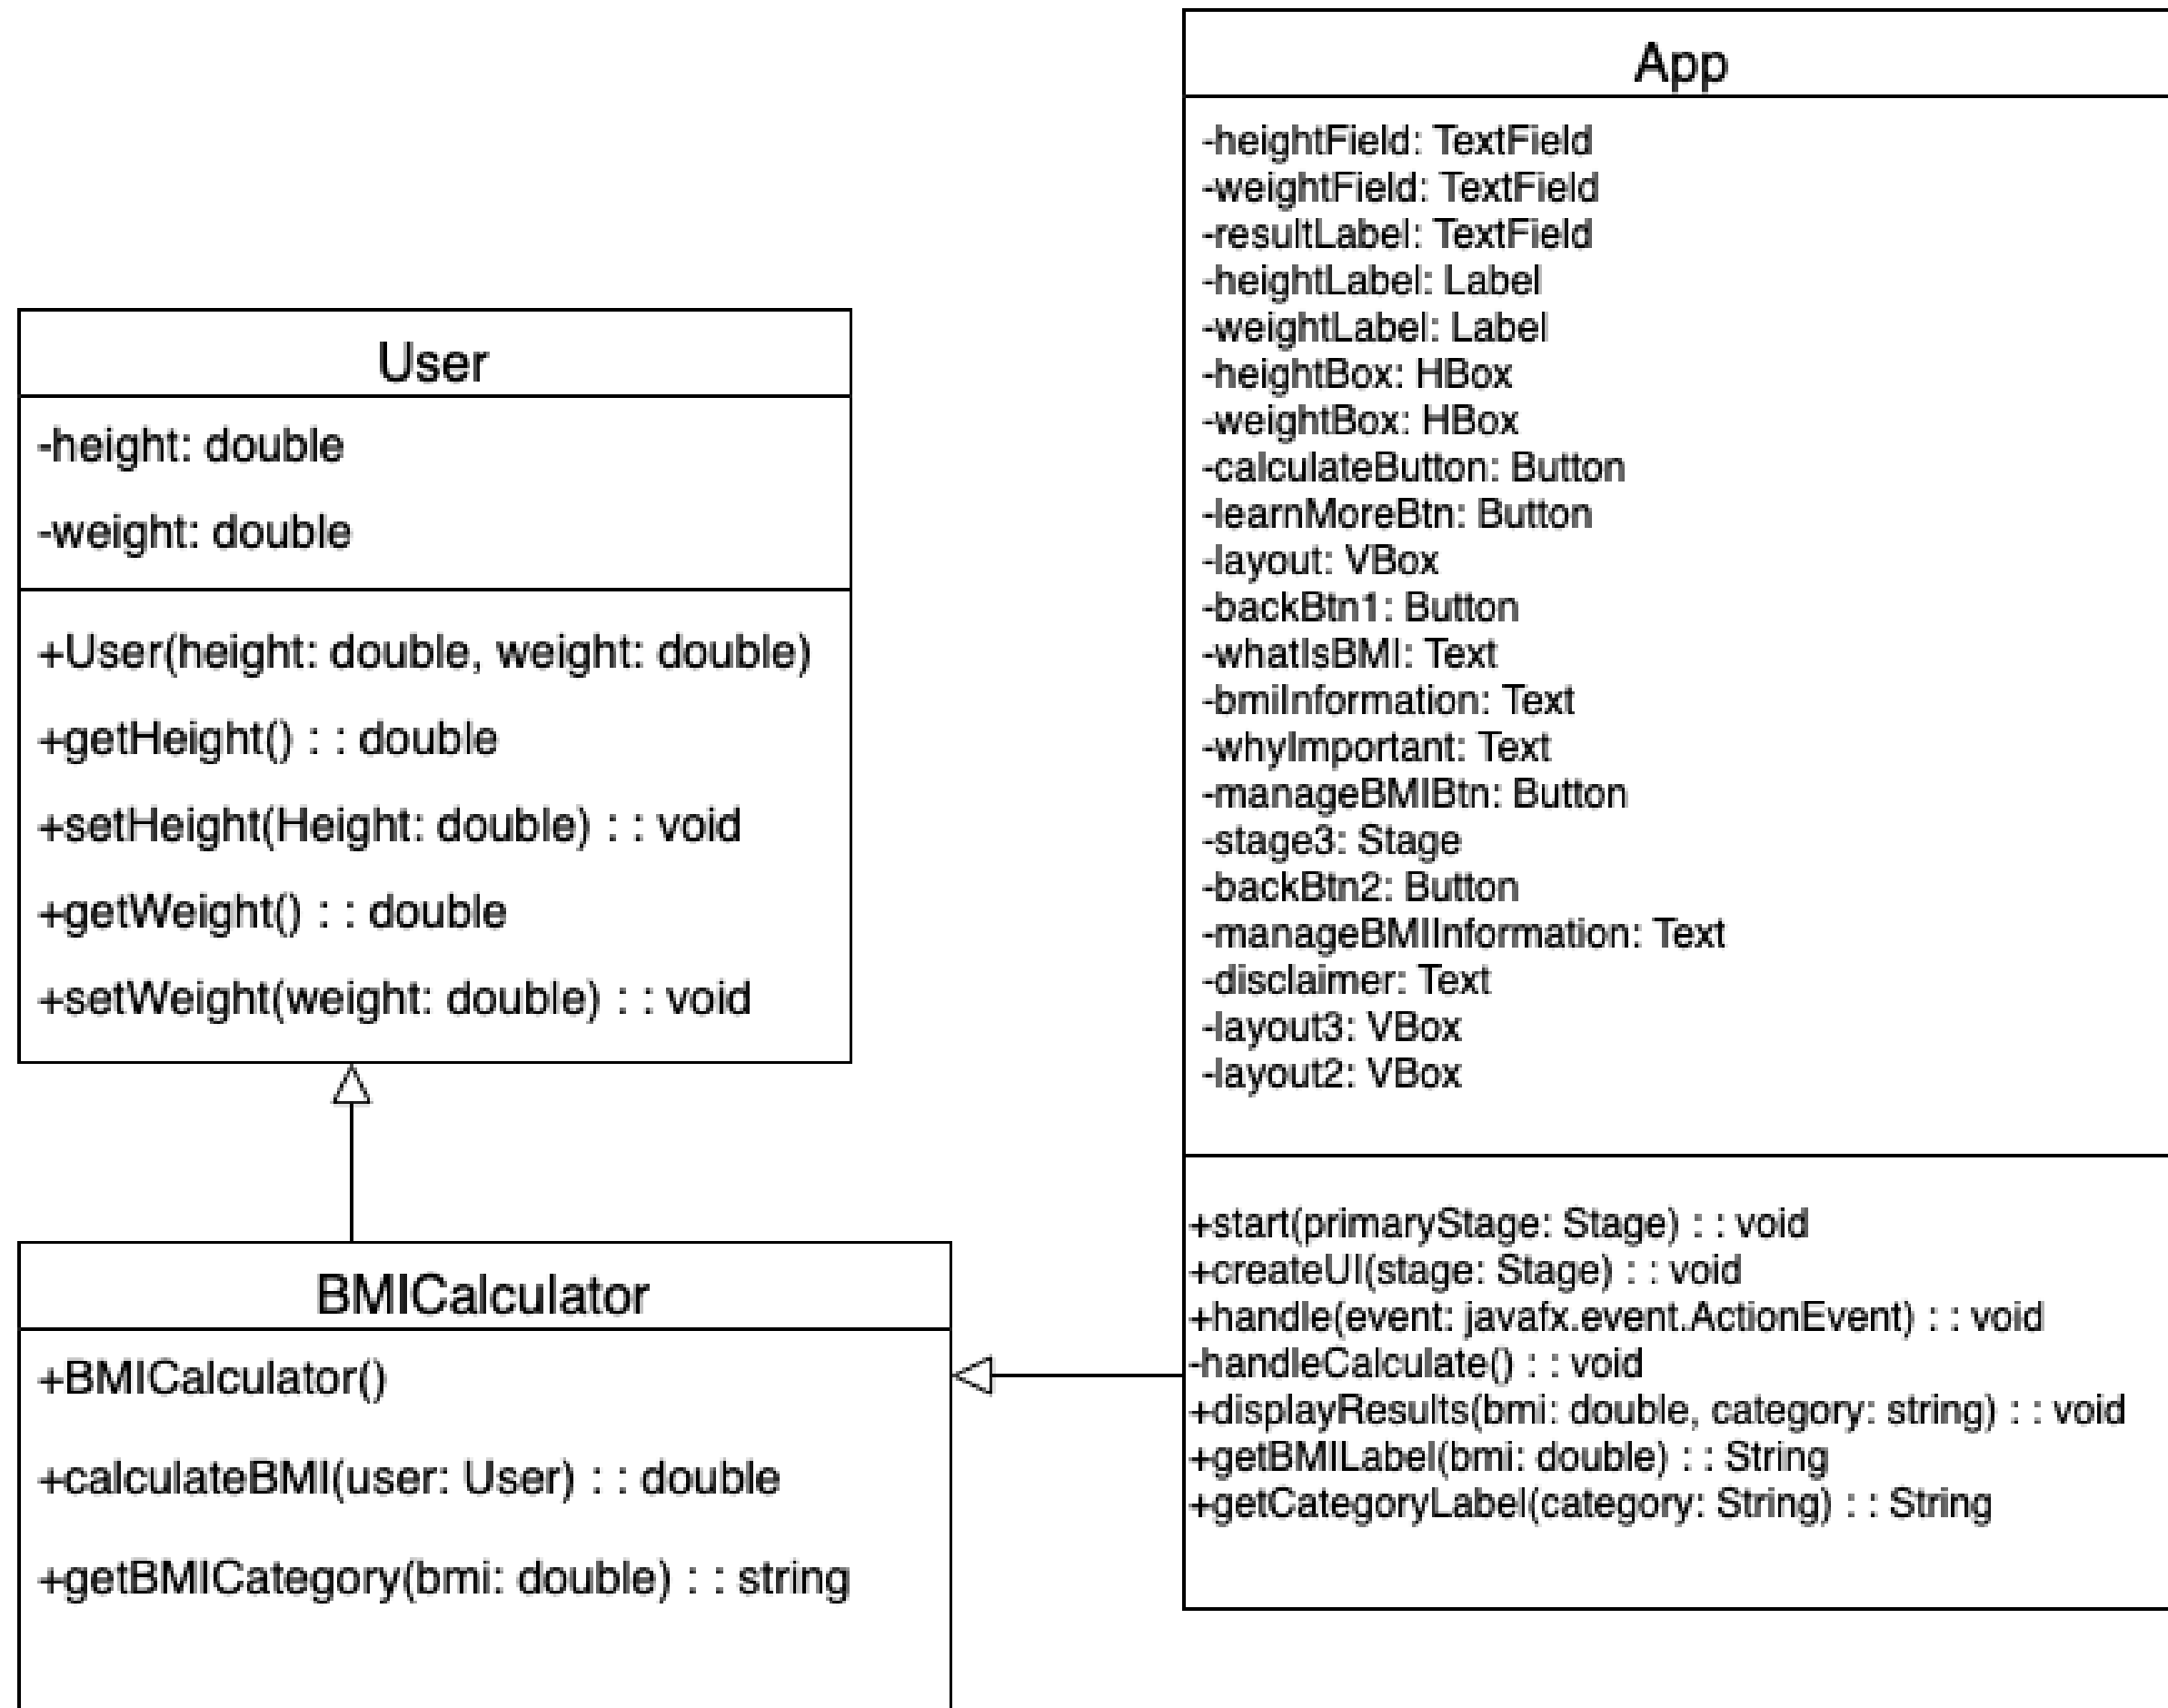 User
-height: double
-weight: double
+User(height: double, weight: double)
+getHeight() : : double
+setHeight(Height: double) : : void
+getWeight() : : double
+setWeight(weight: double) : : void
BMICalculator
+BMICalculator()
+calculateBMI(user: User) : : double
+getBMICategory(bmi: double) : : string
App
-heightField: TextField
-weightField: TextField
-resultLabel: TextField
-heightLabel: Label
-weightLabel: Label
-heightBox: HBox
-weightBox: HBox
-calculateButton: Button
-learnMoreBtn: Button
-layout: VBox
-backBtn1: Button
-whatIsBMI: Text
-bmiInformation: Text
-whyImportant: Text
-manageBMIBtn: Button
-stage3: Stage
-backBtn2: Button
-manageBMIInformation: Text
-disclaimer: Text
-layout3: VBox
-layout2: VBox
+start(primaryStage: Stage) : : void
+createUI(stage: Stage) : : void
+handle(event: javafx.event.ActionEvent) : : void
-handleCalculate() : : void
+displayResults(bmi: double, category: string) : : void
+getBMILabel(bmi: double) : : String
+getCategoryLabel(category: String) : : String